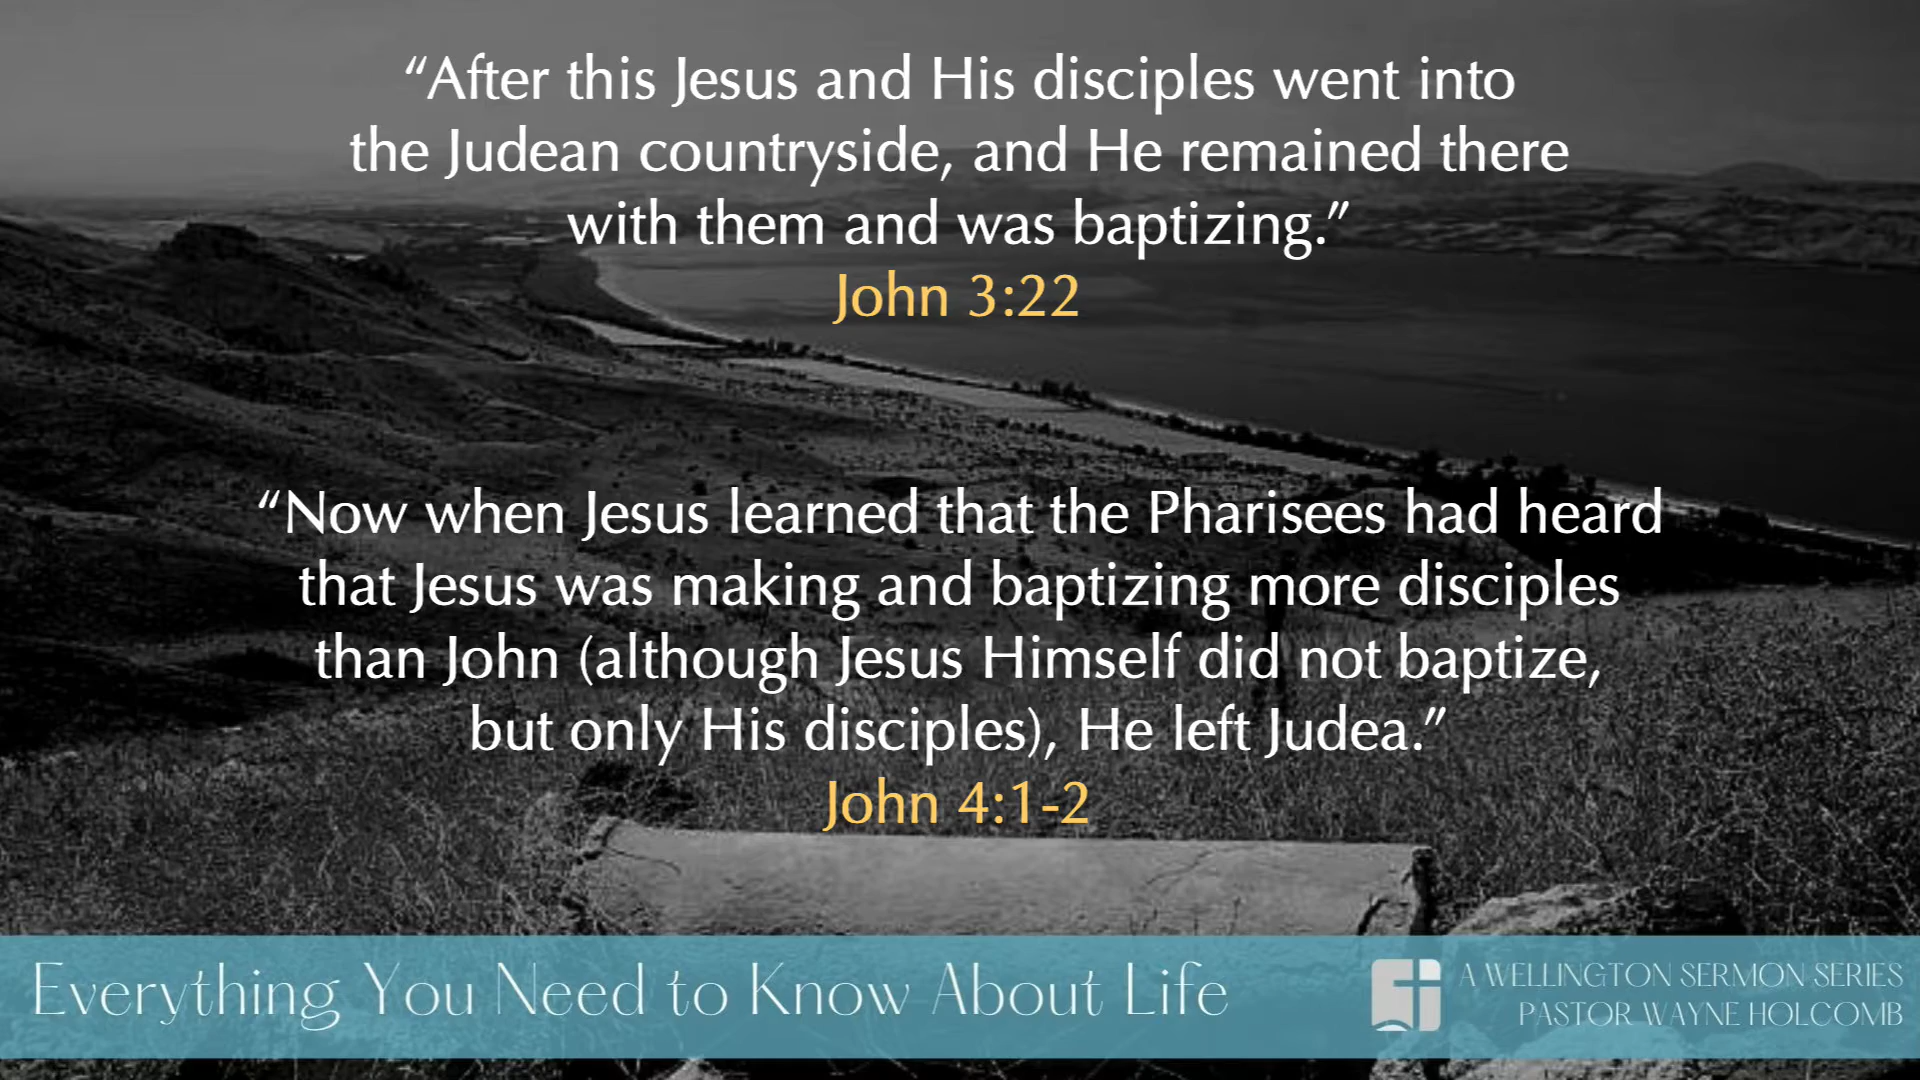 “After this Jesus and His disciples went into
the Judean countryside, and He remained there
with them and was baptizing.”
John 3:22
“Now when Jesus learned that the Pharisees had heard
that Jesus was making and baptizing more disciples
than John (although Jesus Himself did not baptize,
but only His disciples), He left Judea.”
John 4:1-2
Everything You Need to Know About Life
A WELLINGTON SERMON SERIES
PASTOR WAYNE HOLCOMB